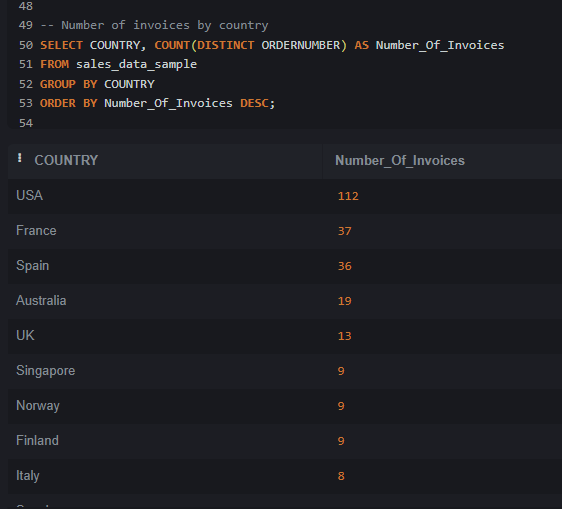 48
49 -- Number of invoices by country
50 SELECT COUNTRY, COUNT(DISTINCT ORDERNUMBER) AS Number_Of_Invoices
51 FROM sales_data_sample
52 GROUP BY COUNTRY
53 ORDER BY Number_Of_Invoices DESC;
54
COUNTRY Number_Of_Invoices
USA 112
France 37
Spain 36
Australia 19
UK 13
Singapore 9
Norway 9
Finland 9
Italy 8